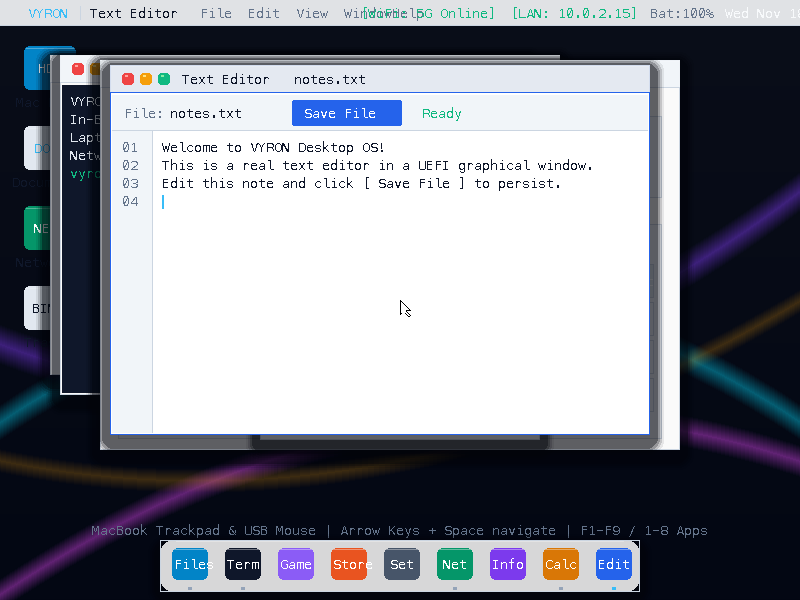 VYRON Text Editor File Edit View Window Help [LAN: 10.0.2.15] Bat:100% Wed Nov
Text Editor notes.txt
File: notes.txt Save File Ready
01 Welcome to VYRON Desktop OS!
02 This is a real text editor in a UEFI graphical window.
03 Edit this note and click [ Save File ] to persist.
04
MacBook Trackpad & USB Mouse | Arrow Keys + Space navigate | F1-F9 / 1-8 Apps
Files Term Game Store Set Net Info Calc Edit